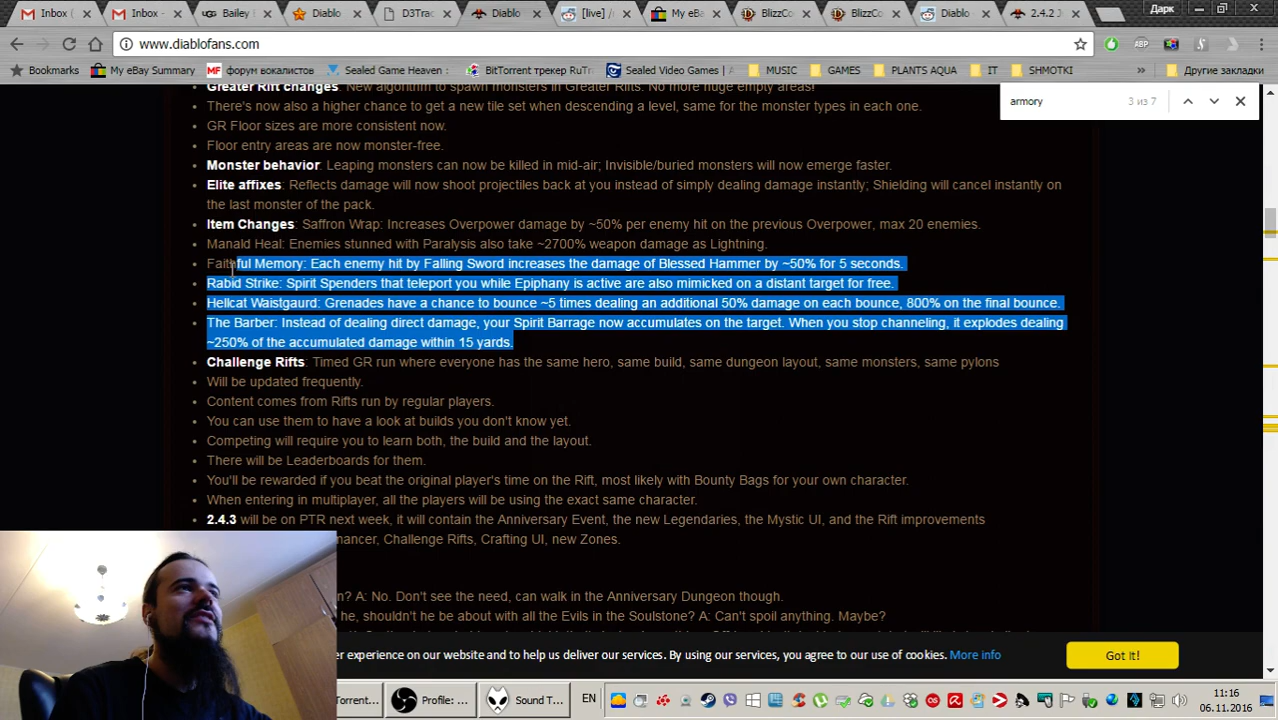 Inbox (
Inbox -
UGG Bailey E
Diablo
D3Trac
Diablo
[live] /r
My eBa
BlizzCo
BlizzCo
Diablo
2.4.2 J
Дарк
www.diablofans.com
Bookmarks
My eBay Summary
MF форум вокалистов
Sealed Game Heaven :
BitTorrent трекер RuTr
Sealed Video Games | A
MUSIC
GAMES
PLANTS AQUA
IT
SHMOTKI
»
Другие закладки
armory
3 из 7
Greater Rift changes: New algorithm to spawn monsters in Greater Rifts. No more huge empty areas!
There's now also a higher chance to get a new tile set when descending a level, same for the monster types in each one.
GR Floor sizes are more consistent now.
Floor entry areas are now monster-free.
Monster behavior: Leaping monsters can now be killed in mid-air; Invisible/buried monsters will now emerge faster.
Elite affixes: Reflects damage will now shoot projectiles back at you instead of simply dealing damage instantly; Shielding will cancel instantly on
the last monster of the pack.
Item Changes: Saffron Wrap: Increases Overpower damage by ~50% per enemy hit on the previous Overpower, max 20 enemies.
Manald Heal: Enemies stunned with Paralysis also take ~2700% weapon damage as Lightning.
Faithful Memory: Each enemy hit by Falling Sword increases the damage of Blessed Hammer by ~50% for 5 seconds.
Rabid Strike: Spirit Spenders that teleport you while Epiphany is active are also mimicked on a distant target for free.
Hellcat Waistgaurd: Grenades have a chance to bounce ~5 times dealing an additional 50% damage on each bounce, 800% on the final bounce.
The Barber: Instead of dealing direct damage, your Spirit Barrage now accumulates on the target. When you stop channeling, it explodes dealing
~250% of the accumulated damage within 15 yards.
Challenge Rifts: Timed GR run where everyone has the same hero, same build, same dungeon layout, same monsters, same pylons
Will be updated frequently.
Content comes from Rifts run by regular players.
You can use them to have a look at builds you don't know yet.
Competing will require you to learn both, the build and the layout.
There will be Leaderboards for them.
You'll be rewarded if you beat the original player's time on the Rift, most likely with Bounty Bags for your own character.
When entering in multiplayer, all the players will be using the exact same character.
2.4.3 will be on PTR next week, it will contain the Anniversary Event, the new Legendaries, the Mystic UI, and the Rift improvements
mancer, Challenge Rifts, Crafting UI, new Zones.
n? A: No. Don't see the need, can walk in the Anniversary Dungeon though.
he, shouldn't he be about with all the Evils in the Soulstone? A: Can't spoil anything. Maybe?
er experience on our website and to help us deliver our services. By using our services, you agree to our use of cookies. More info
Got it!
Torrent...
Profile: ...
Sound T...
EN
11:16
06.11.2016